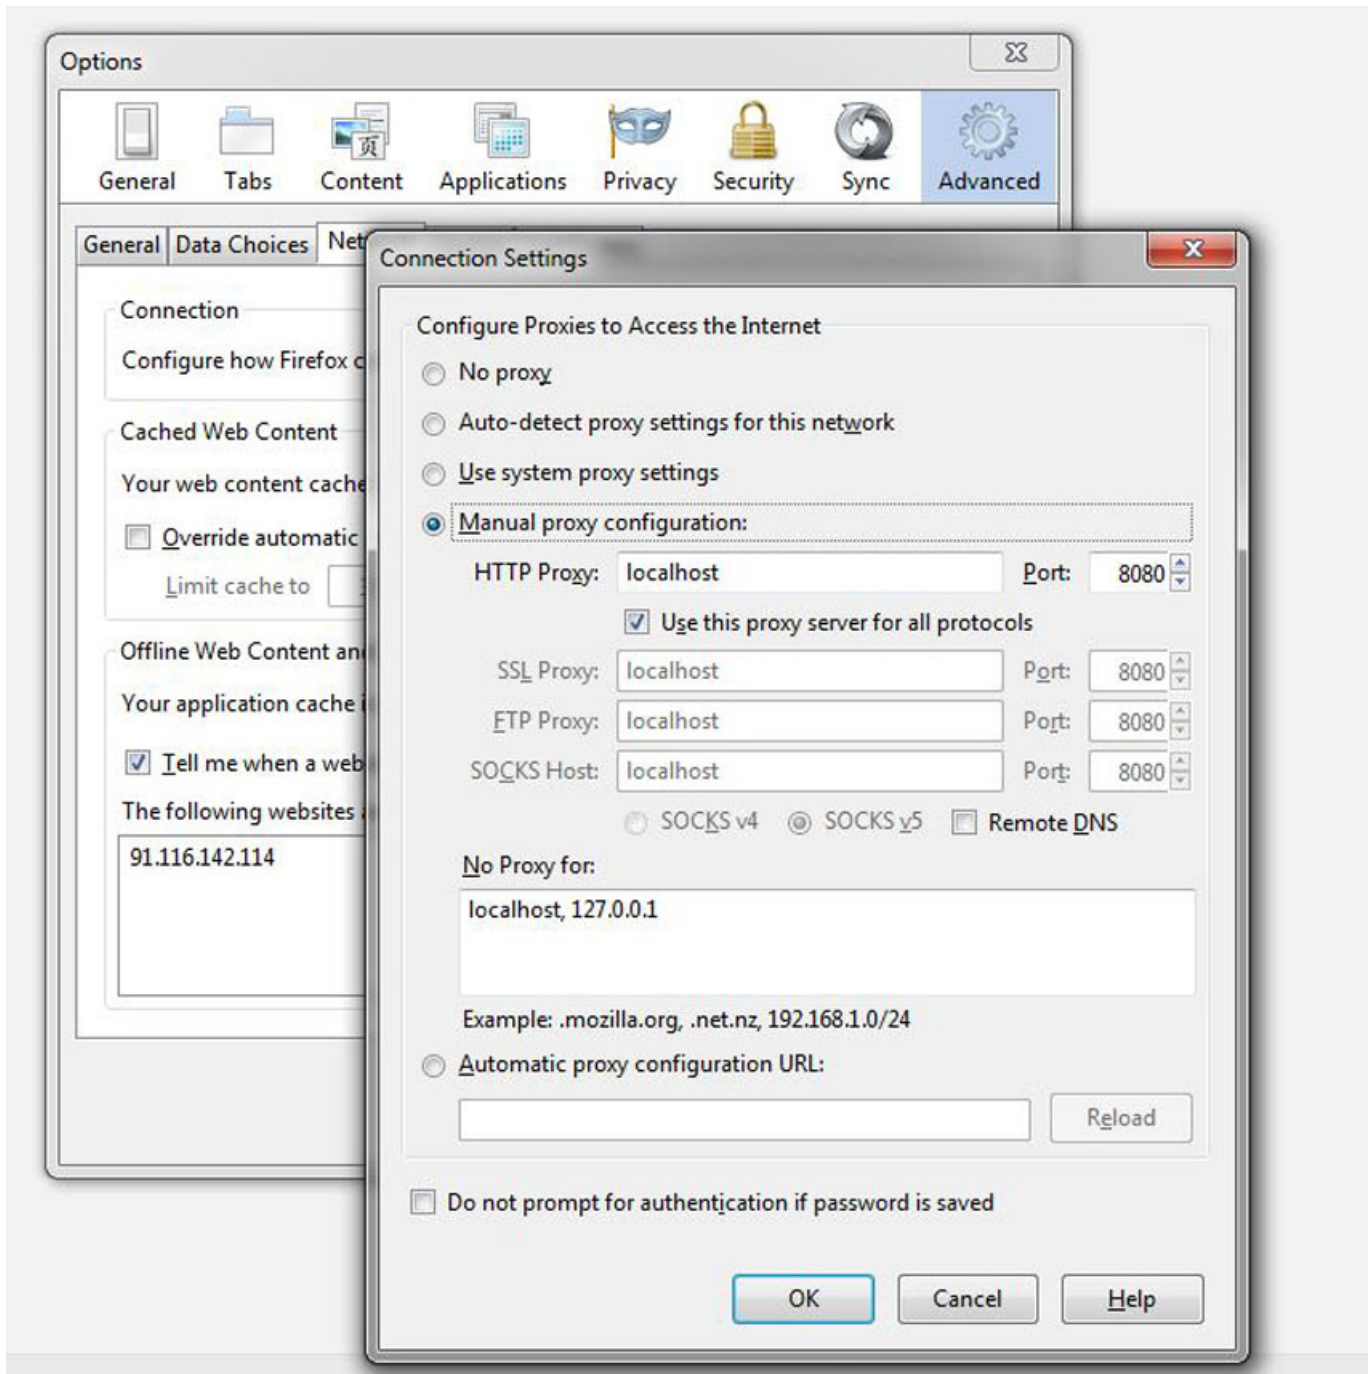 Options
General
Tabs
Content
Applications
Privacy
Security
Sync
Advanced
页
General
Data Choices
Connection
Configure how Firefox
Cached Web Content
Your web content cache
Override automatic
Limit cache to
Offline Web Content
Your application cache
Tell me when a
The following websites
91.116.142.114
Connection Settings
Configure Proxies to Access the Internet
No proxy
Auto-detect proxy settings for this network
Use system proxy settings
Manual proxy configuration:
HTTP Proxy: localhost Port: 8080
Use this proxy server for all protocols
SSL Proxy: localhost Port: 8080
FTP Proxy: localhost Port: 8080
SOCKS Host: localhost Port: 8080
SOCKS v4 SOCKS v5 Remote DNS
No Proxy for:
localhost, 127.0.0.1
Example: .mozilla.org, .net.nz, 192.168.1.0/24
Automatic proxy configuration URL:
Reload
Do not prompt for authentication if password is saved
OK Cancel Help